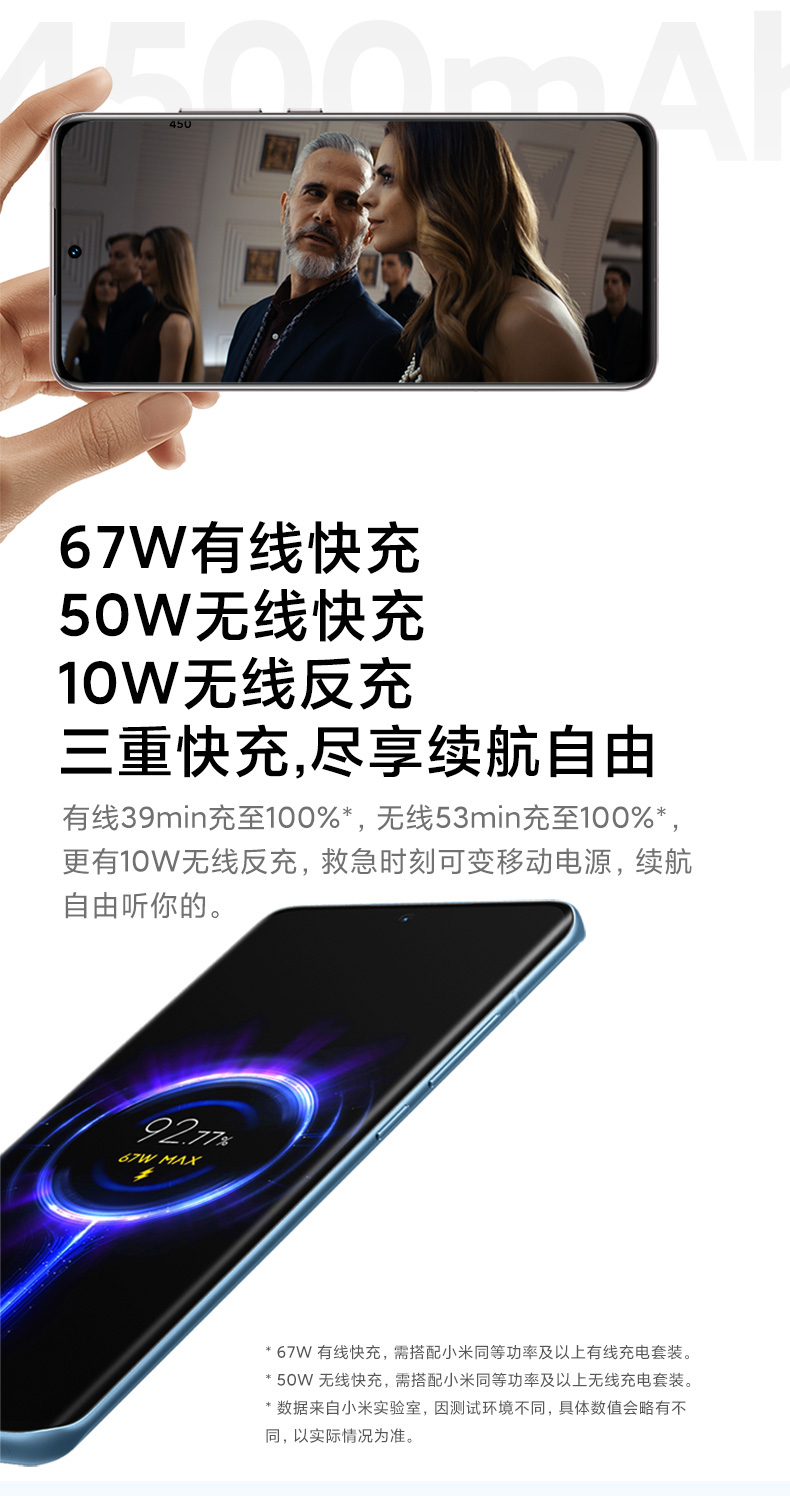 4500mAh
450
67W有线快充
50W无线快充
10W无线反充
三重快充,尽享续航自由
有线39min充至100%*，无线53min充至100%*，
更有10W无线反充，救急时刻可变移动电源，续航
自由听你的。
92.77%
67W MAX
* 67W 有线快充，需搭配小米同等功率及以上有线充电套装。
* 50W 无线快充，需搭配小米同等功率及以上无线充电套装。
* 数据来自小米实验室，因测试环境不同，具体数值会略有不
同，以实际情况为准。